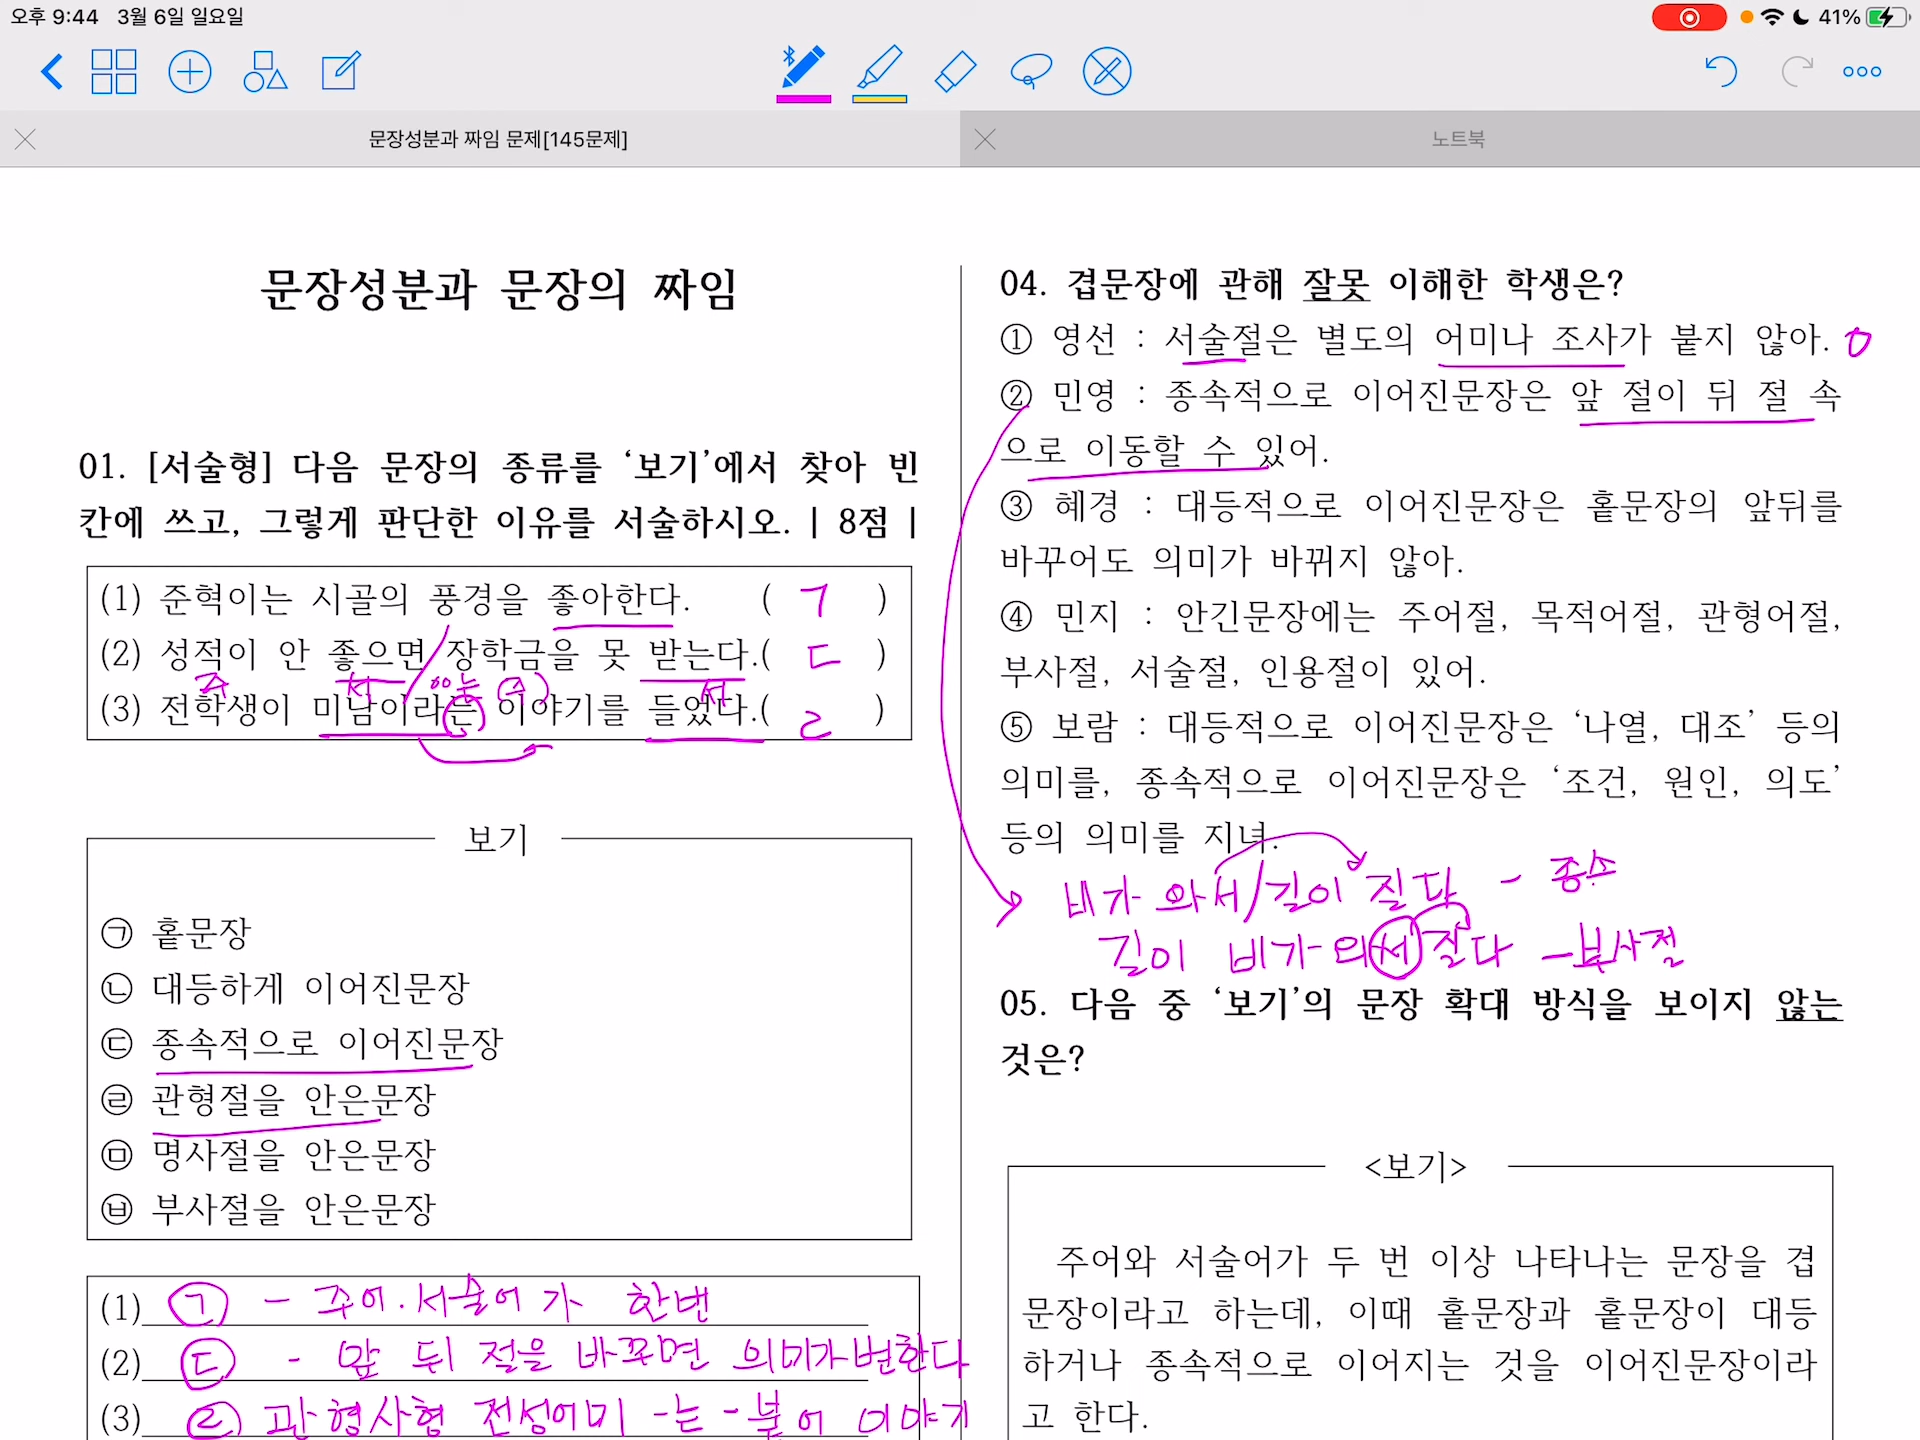 오후 9:44 3월 6일 일요일
41%
문장성분과 짜임 문제[145문제]
노트북
문장성분과 문장의 짜임
01. [서술형] 다음 문장의 종류를 ‘보기’에서 찾아 빈
칸에 쓰고, 그렇게 판단한 이유를 서술하시오. | 8점 |
(1) 준혁이는 시골의 풍경을 좋아한다. ( ㄱ )
(2) 성적이 안 좋으면 장학금을 못 받는다.( ㄷ )
주 서 (주) 서
(3) 전학생이 미남이라는 이야기를 들었다.( ㄹ )
보기
㉠ 홑문장
㉡ 대등하게 이어진문장
㉢ 종속적으로 이어진문장
㉣ 관형절을 안은문장
㉤ 명사절을 안은문장
㉥ 부사절을 안은문장
(1) ㉠ - 주어.서술어가 한번
(2) ㉢ - 앞 뒤 절을 바꾸면 의미가변한다
(3) ㉣ 관형사형 전성어미 -는- 붙어 이야기
04. 겹문장에 관해 잘못 이해한 학생은?
① 영선 : 서술절은 별도의 어미나 조사가 붙지 않아. O
② 민영 : 종속적으로 이어진문장은 앞 절이 뒤 절 속
으로 이동할 수 있어.
③ 혜경 : 대등적으로 이어진문장은 홑문장의 앞뒤를
바꾸어도 의미가 바뀌지 않아.
④ 민지 : 안긴문장에는 주어절, 목적어절, 관형어절,
부사절, 서술절, 인용절이 있어.
⑤ 보람 : 대등적으로 이어진문장은 ‘나열, 대조’ 등의
의미를, 종속적으로 이어진문장은 ‘조건, 원인, 의도’
등의 의미를 지녀.
비가 와서/길이 질다 - 종속
길이 비가 와서 질다 - 부사절
05. 다음 중 ‘보기’의 문장 확대 방식을 보이지 않는
것은?
<보기>
주어와 서술어가 두 번 이상 나타나는 문장을 겹
문장이라고 하는데, 이때 홑문장과 홑문장이 대등
하거나 종속적으로 이어지는 것을 이어진문장이라
고 한다.